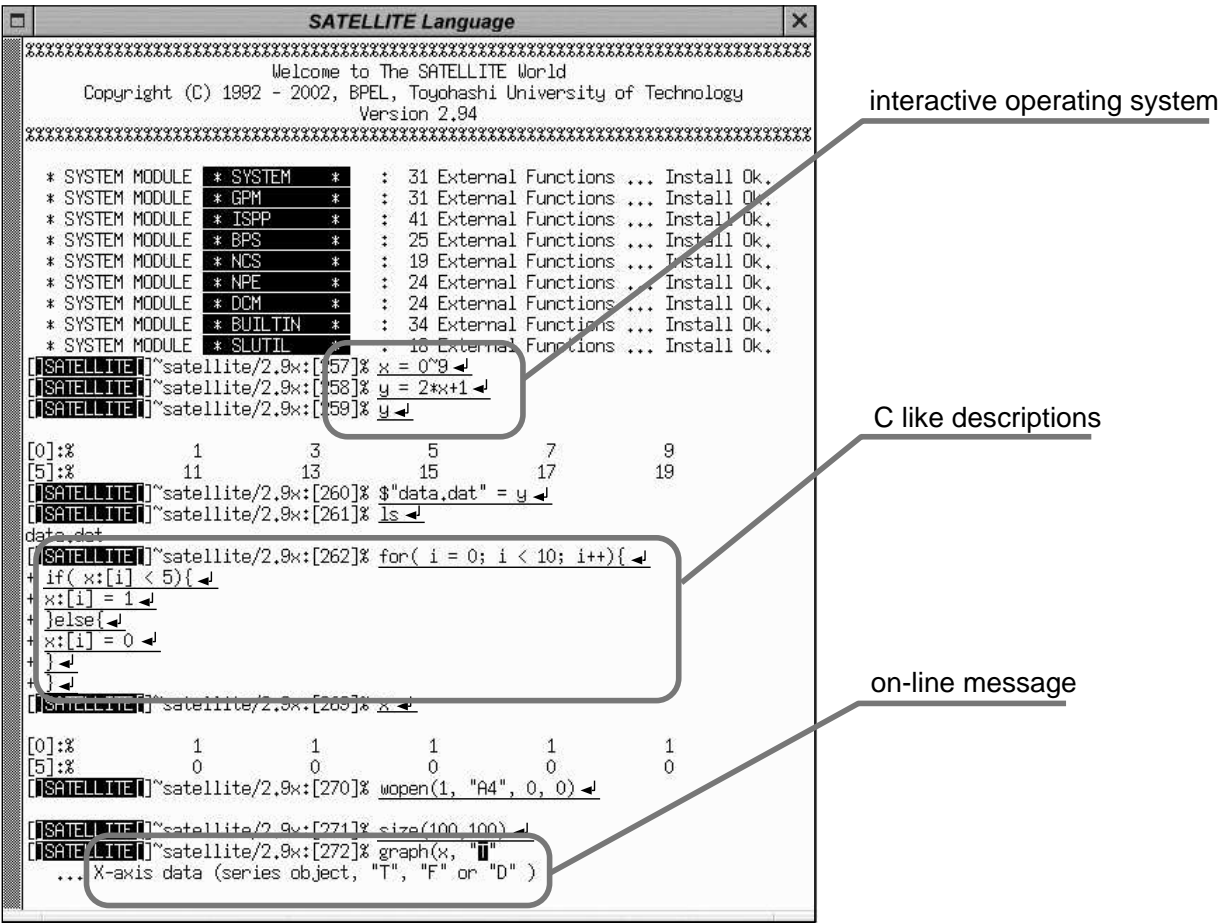 SATELLITE Language
%%%%%%%%%%%%%%%%%%%%%%%%%%%%%%%%%%%%%%%%%%%%%%%%%%%%%%%%%%%%%%%%
Welcome to The SATELLITE World
Copyright (C) 1992 - 2002, BPEL, Toyohashi University of Technology
Version 2.94
%%%%%%%%%%%%%%%%%%%%%%%%%%%%%%%%%%%%%%%%%%%%%%%%%%%%%%%%%%%%%%%%
interactive operating system
* SYSTEM MODULE * SYSTEM * : 31 External Functions ... Install Ok.
* SYSTEM MODULE * GPM * : 31 External Functions ... Install Ok.
* SYSTEM MODULE * ISPP * : 41 External Functions ... Install Ok.
* SYSTEM MODULE * BPS * : 25 External Functions ... Install Ok.
* SYSTEM MODULE * NCS * : 19 External Functions ... Install Ok.
* SYSTEM MODULE * NPE * : 24 External Functions ... Install Ok.
* SYSTEM MODULE * DCM * : 24 External Functions ... Install Ok.
* SYSTEM MODULE * BUILTIN * : 34 External Functions ... Install Ok.
* SYSTEM MODULE * SLUTIL * : 18 External Functions ... Install Ok.
[SATELLITE]~satellite/2.9x:[257]% x = 0~9
[SATELLITE]~satellite/2.9x:[258]% y = 2*x+1
[SATELLITE]~satellite/2.9x:[259]% y
C like descriptions
[0]:% 1 3 5 7 9
[5]:% 11 13 15 17 19
[SATELLITE]~satellite/2.9x:[260]% $"data.dat" = y
[SATELLITE]~satellite/2.9x:[261]% ls
data.dat
[SATELLITE]~satellite/2.9x:[262]% for( i = 0; i < 10; i++){
+ if( x:[i] < 5){
+ x:[i] = 1
+ }else{
+ x:[i] = 0
+ }
+ }
[SATELLITE]~satellite/2.9x:[269]% x
on-line message
[0]:% 1 1 1 1 1
[5]:% 0 0 0 0 0
[SATELLITE]~satellite/2.9x:[270]% wopen(1, "A4", 0, 0)
[SATELLITE]~satellite/2.9x:[271]% size(100,100)
[SATELLITE]~satellite/2.9x:[272]% graph(x, "T"
... X-axis data (series object, "T", "F" or "D" )